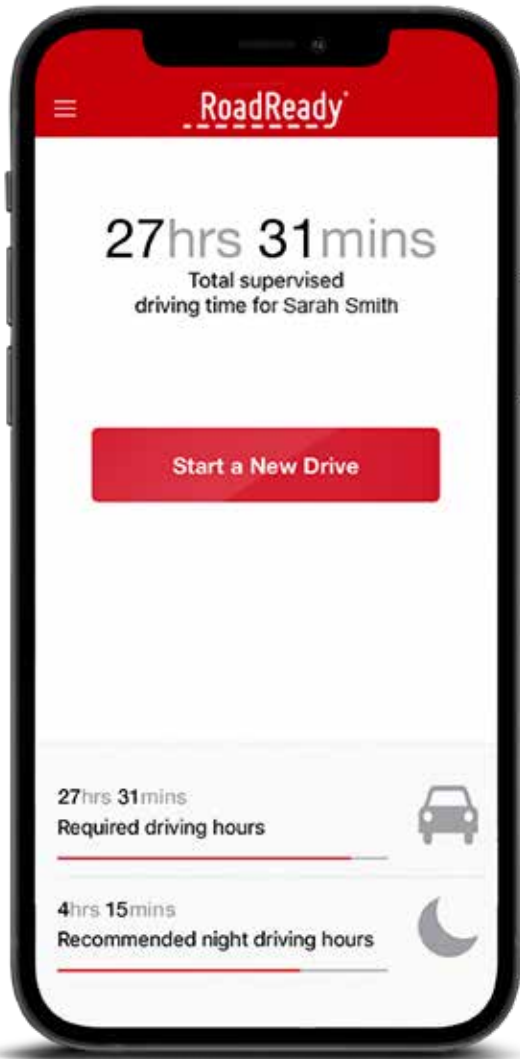 RoadReady®
27hrs 31mins
Total supervised
driving time for Sarah Smith
Start a New Drive
27hrs 31mins
Required driving hours
4hrs 15mins
Recommended night driving hours